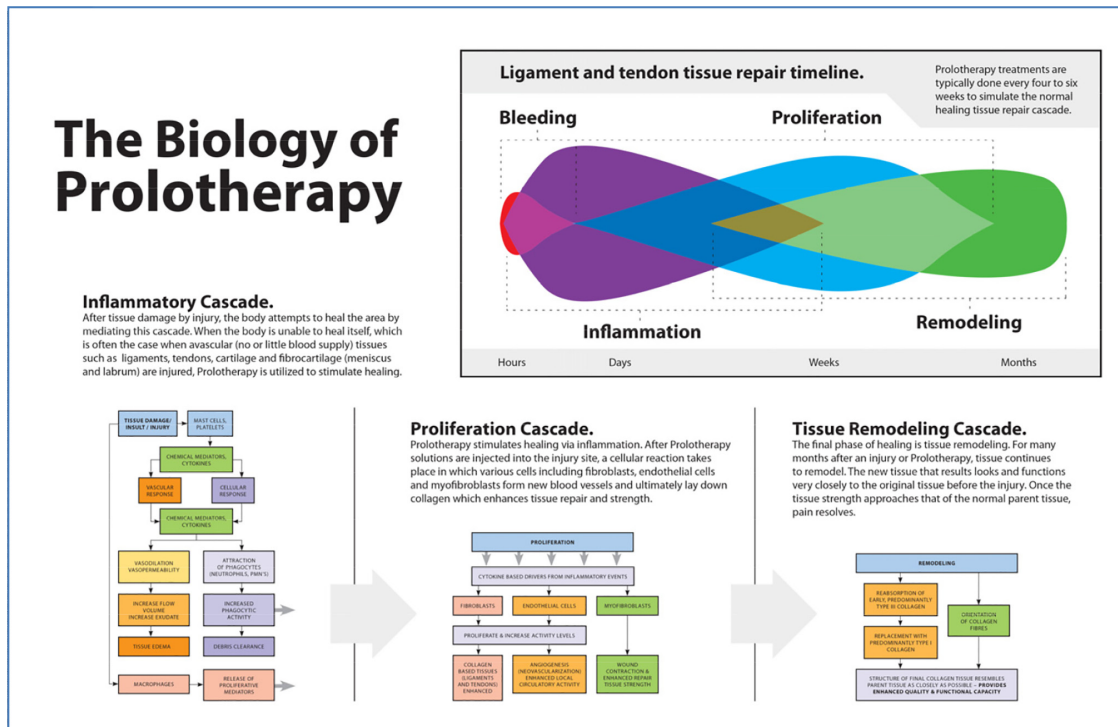 The Biology of
Prolotherapy
Ligament and tendon tissue repair timeline.
Prolotherapy treatments are
typically done every four to six
weeks to simulate the normal
healing tissue repair cascade.
Bleeding
Proliferation
Inflammation
Remodeling
Hours
Days
Weeks
Months
Inflammatory Cascade.
After tissue damage by injury, the body attempts to heal the area by
mediating this cascade. When the body is unable to heal itself, which
is often the case when avascular (no or little blood supply) tissues
such as ligaments, tendons, cartilage and fibrocartilage (meniscus
and labrum) are injured, Prolotherapy is utilized to stimulate healing.
TISSUE DAMAGE/
INSULT / INJURY
MAST CELLS,
PLATELETS
CHEMICAL MEDIATORS,
CYTOKINES
VASCULAR
RESPONSE
CELLULAR
RESPONSE
CHEMICAL MEDIATORS,
CYTOKINES
VASODILATION
VASOPERMEABILITY
ATTRACTION
OF PHAGOCYTES
(NEUTROPHILS, PMN'S)
INCREASE FLOW
VOLUME
INCREASE EXUDATE
INCREASED
PHAGOCYTIC
ACTIVITY
TISSUE EDEMA
DEBRIS CLEARANCE
MACROPHAGES
RELEASE OF
PROLIFERATIVE
MEDIATORS
Proliferation Cascade.
Prolotherapy stimulates healing via inflammation. After Prolotherapy
solutions are injected into the injury site, a cellular reaction takes
place in which various cells including fibroblasts, endothelial cells
and myofibroblasts form new blood vessels and ultimately lay down
collagen which enhances tissue repair and strength.
PROLIFERATION
CYTOKINE BASED DRIVERS FROM INFLAMMATORY EVENTS
FIBROBLASTS
ENDOTHELIAL CELLS
MYOFIBROBLASTS
PROLIFERATE & INCREASE ACTIVITY LEVELS
COLLAGEN
BASED TISSUES
(LIGAMENTS
AND TENDONS)
ENHANCED
ANGIOGENESIS
(NEOVASCULARIZATION)
ENHANCED LOCAL
CIRCULATORY ACTIVITY
WOUND
CONTRACTION &
ENHANCED REPAIR
TISSUE STRENGTH
Tissue Remodeling Cascade.
The final phase of healing is tissue remodeling. For many
months after an injury or Prolotherapy, tissue continues
to remodel. The new tissue that results looks and functions
very closely to the original tissue before the injury. Once the
tissue strength approaches that of the normal parent tissue,
pain resolves.
REMODELING
REABSORPTION OF
EARLY, PREDOMINANTLY
TYPE III COLLAGEN
ORIENTATION
OF COLLAGEN
FIBRES
REPLACEMENT WITH
PREDOMINANTLY TYPE I
COLLAGEN
STRUCTURE OF FINAL COLLAGEN TISSUE RESEMBLES
PARENT TISSUE AS CLOSELY AS POSSIBLE – PROVIDES
ENHANCED QUALITY & FUNCTIONAL CAPACITY